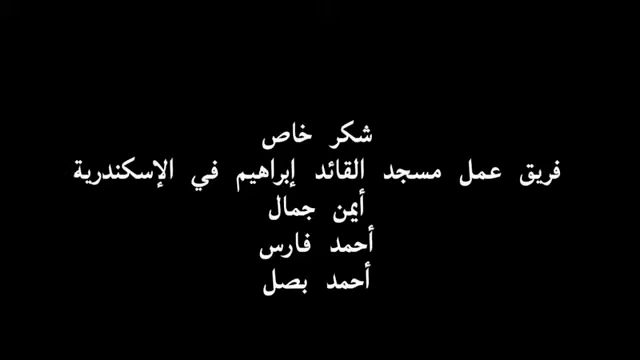 شكر خاص
فريق عمل مسجد القائد إبراهيم في الإسكندرية
أيمن جمال
أحمد فارس
أحمد بصل